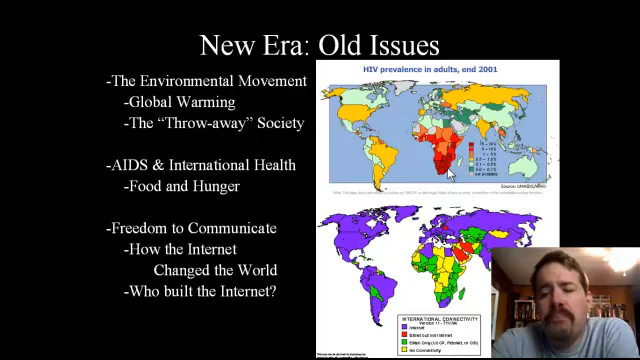 New Era: Old Issues
-The Environmental Movement
-Global Warming
-The “Throw-away” Society
-AIDS & International Health
-Food and Hunger
-Freedom to Communicate
-How the Internet
Changed the World
-Who built the Internet?
HIV prevalence in adults, end 2001
Source: UNAIDS/WHO
INTERNATIONAL CONNECTIVITY
Internet
No Connectivity